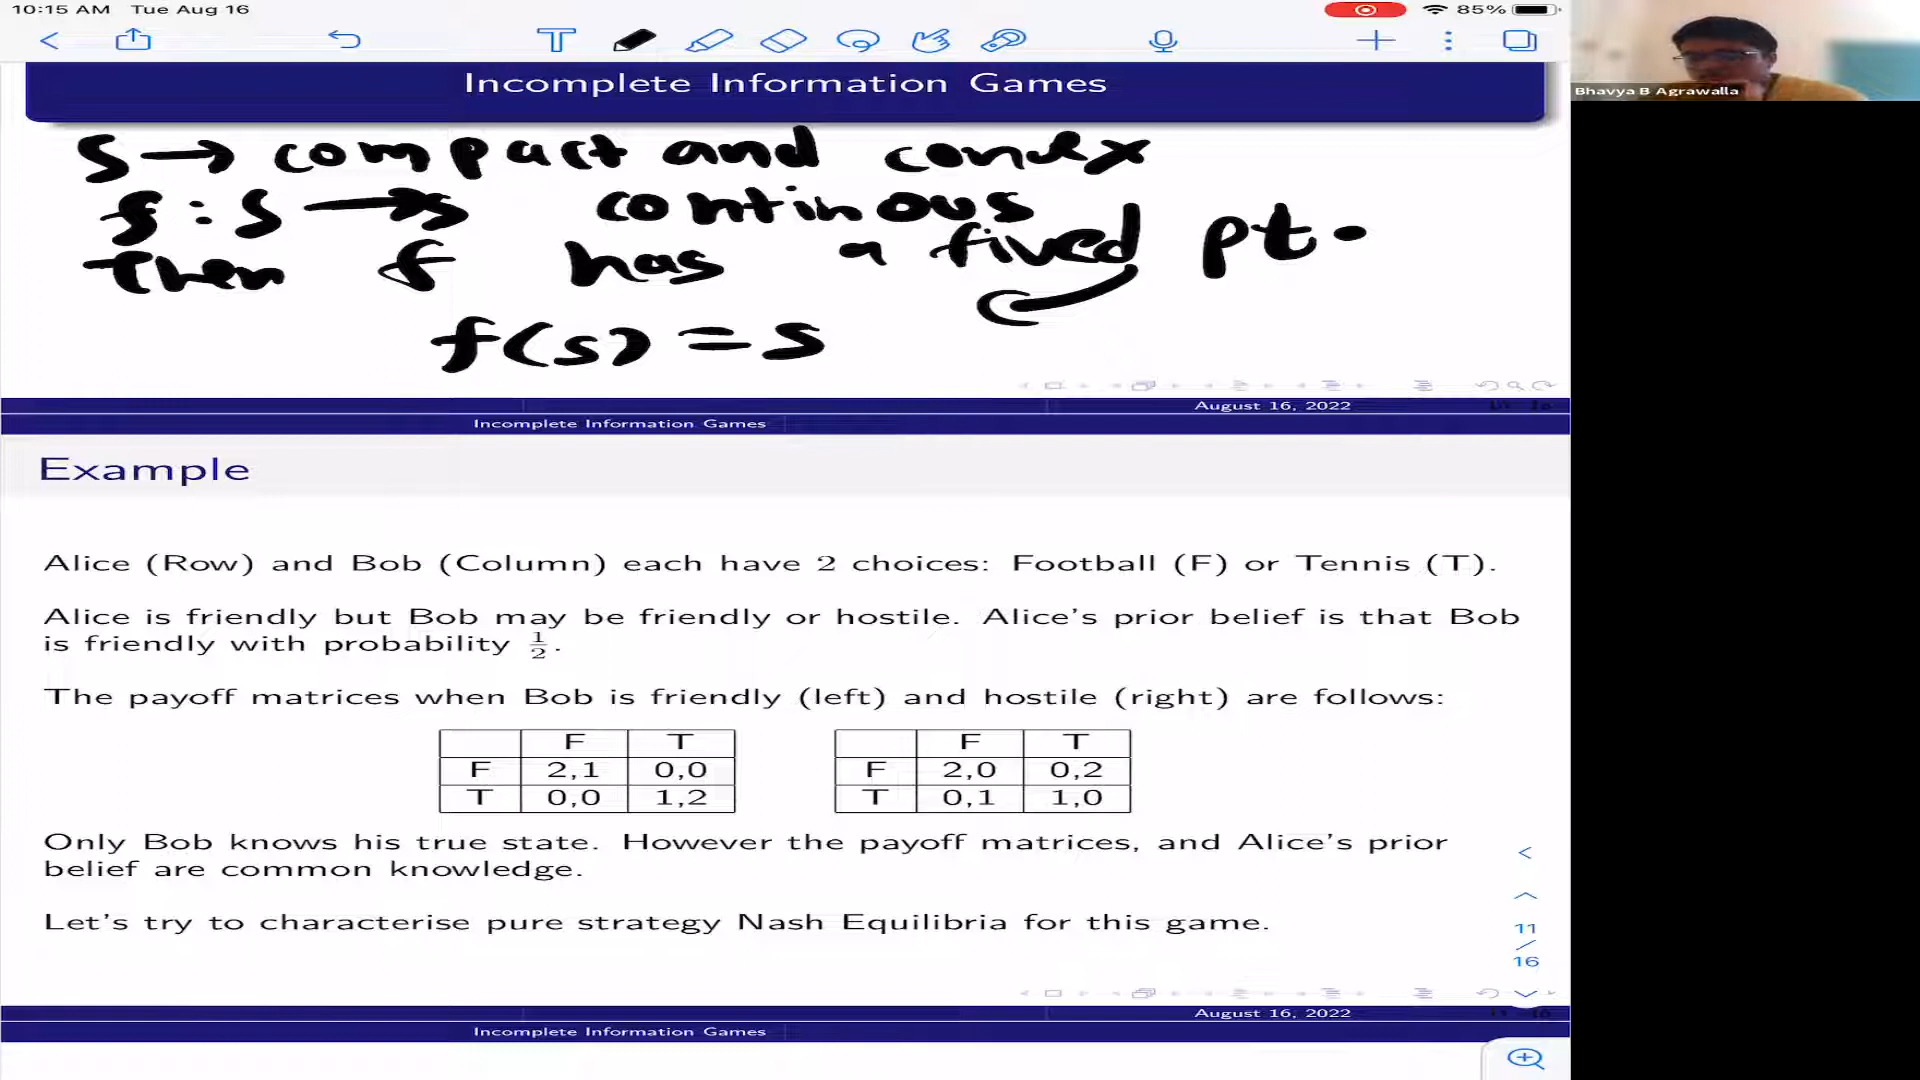 10:15 AM Tue Aug 16
85%
Bhavya B Agrawalla
Incomplete Information Games
S → compact and convex
f : S → S continous
Then f has a fixed pt.
f(s) = s
August 16, 2022
Incomplete Information Games
Example
Alice (Row) and Bob (Column) each have 2 choices: Football (F) or Tennis (T).
Alice is friendly but Bob may be friendly or hostile. Alice's prior belief is that Bob
is friendly with probability 1/2.
The payoff matrices when Bob is friendly (left) and hostile (right) are follows:
F T F T
F 2,1 0,0 F 2,0 0,2
T 0,0 1,2 T 0,1 1,0
Only Bob knows his true state. However the payoff matrices, and Alice's prior
belief are common knowledge.
Let's try to characterise pure strategy Nash Equilibria for this game.
11
/
16
August 16, 2022
Incomplete Information Games